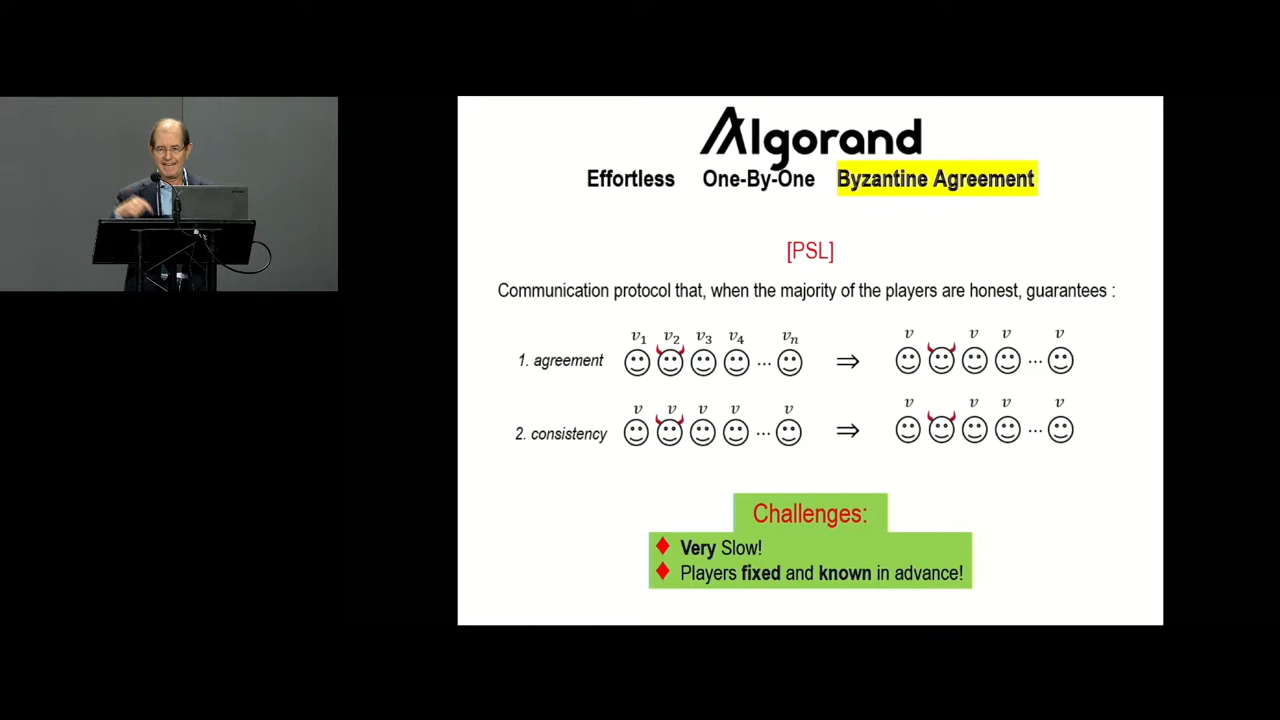 Algorand
Effortless One-By-One Byzantine Agreement
[PSL]
Communication protocol that, when the majority of the players are honest, guarantees :
v₁ v₂ v₃ v₄ vₙ v v v v
1. agreement ... ⇒ ...
v v v v v v v v v
2. consistency ... ⇒ ...
Challenges:
♦ Very Slow!
♦ Players fixed and known in advance!